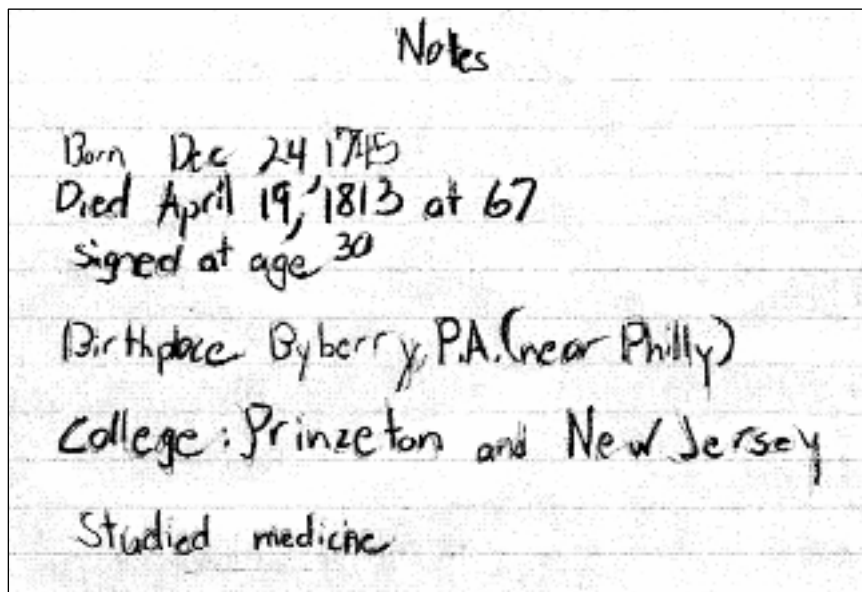 Notes
Born Dec 24, 1745
Died April 19, 1813 at 67
signed at age 30
Birthplace Byberry, P.A. (near Philly)
College: Prinzeton and New Jersey
Studied medicine